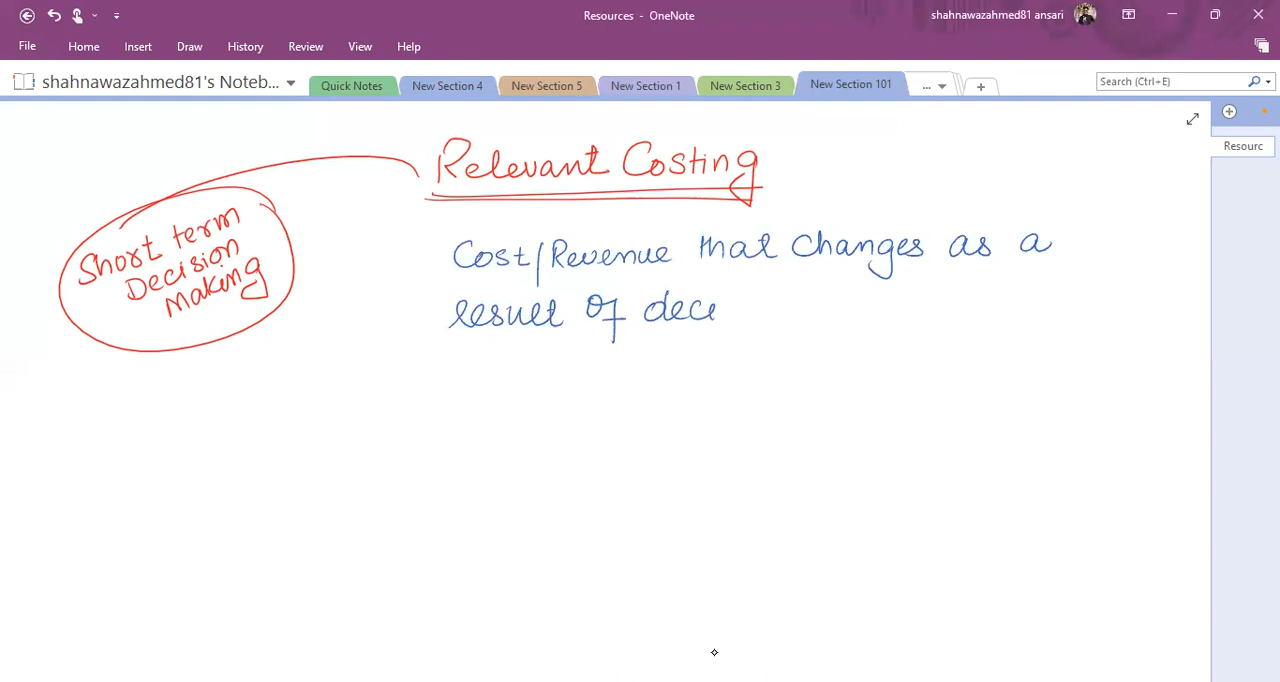 Resources - OneNote
shahnawazahmed81 ansari
File Home Insert Draw History Review View Help
shahnawazahmed81's Noteb...
Quick Notes New Section 4 New Section 5 New Section 1 New Section 3 New Section 101 ...
Search (Ctrl+E)
Resourc
Relevant Costing
Short term
Decision
Making
Cost/Revenue that changes as a
result of deci